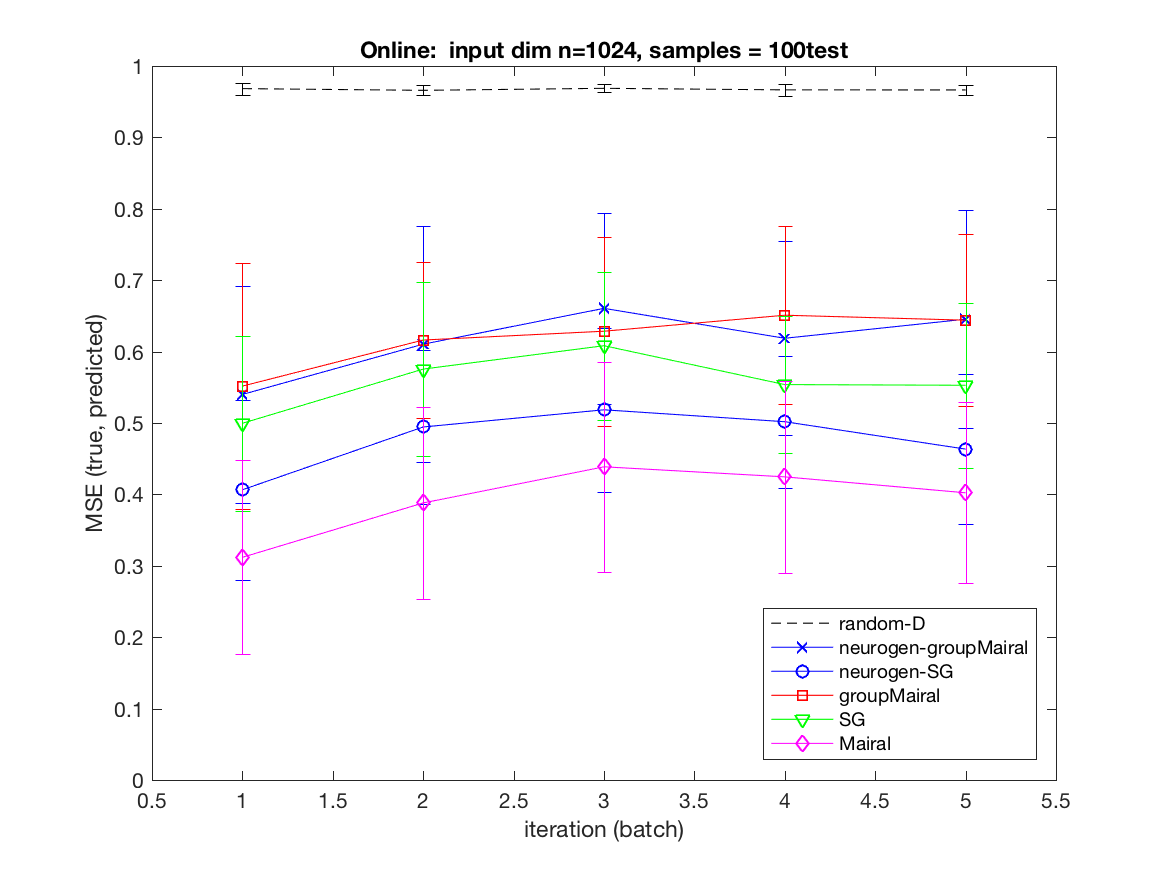 Online:  input dim n=1024, samples = 100test
1
0.9
0.8
0.7
0.6
0.5
0.4
0.3
0.2
0.1
0
MSE (true, predicted)
random-D
neurogen-groupMairal
neurogen-SG
groupMairal
SG
Mairal
0.5 1 1.5 2 2.5 3 3.5 4 4.5 5 5.5
iteration (batch)